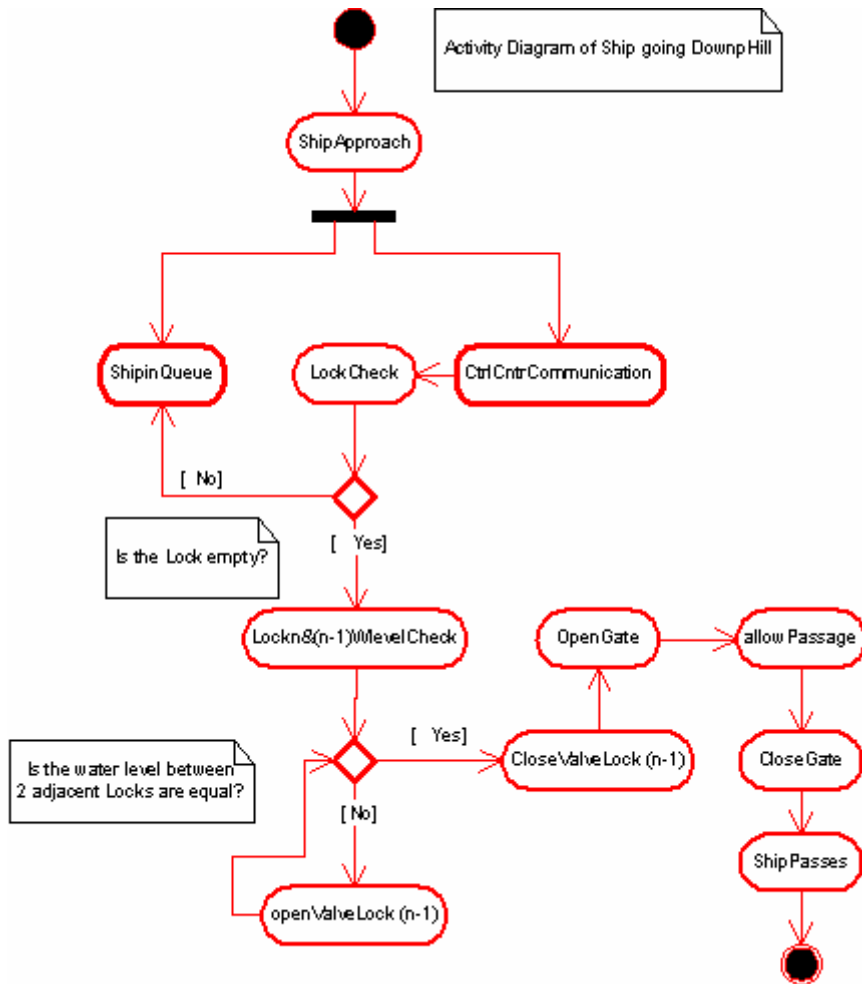 Activity Diagram of Ship going DownpHill
ShipApproach
ShipinQueue
LockCheck
CtrlCntrCommunication
[ No]
Is the Lock empty?
[ Yes]
Lockn&(n-1)WlevelCheck
OpenGate
allow Passage
[ Yes]
Is the water level between
2 adjacent Locks are equal?
CloseValveLock (n-1)
CloseGate
[ No]
ShipPasses
openValveLock (n-1)